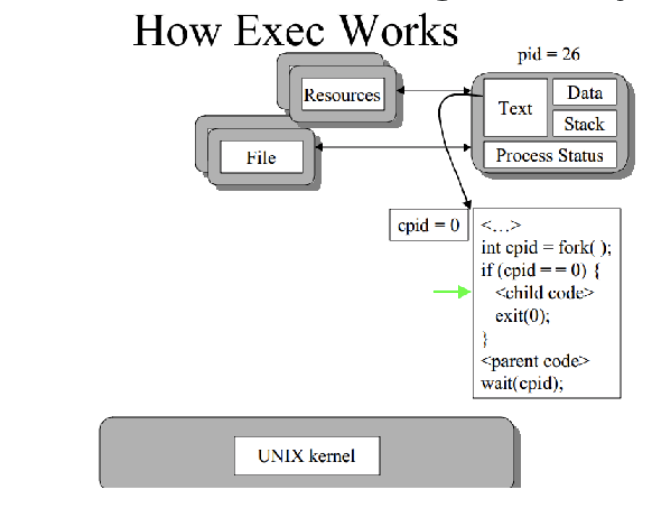 How Exec Works
pid = 26
Resources
Text
Data
Stack
File
Process Status
cpid = 0
<...>
int cpid = fork( );
if (cpid = = 0) {
<child code>
exit(0);
}
<parent code>
wait(cpid);
UNIX kernel